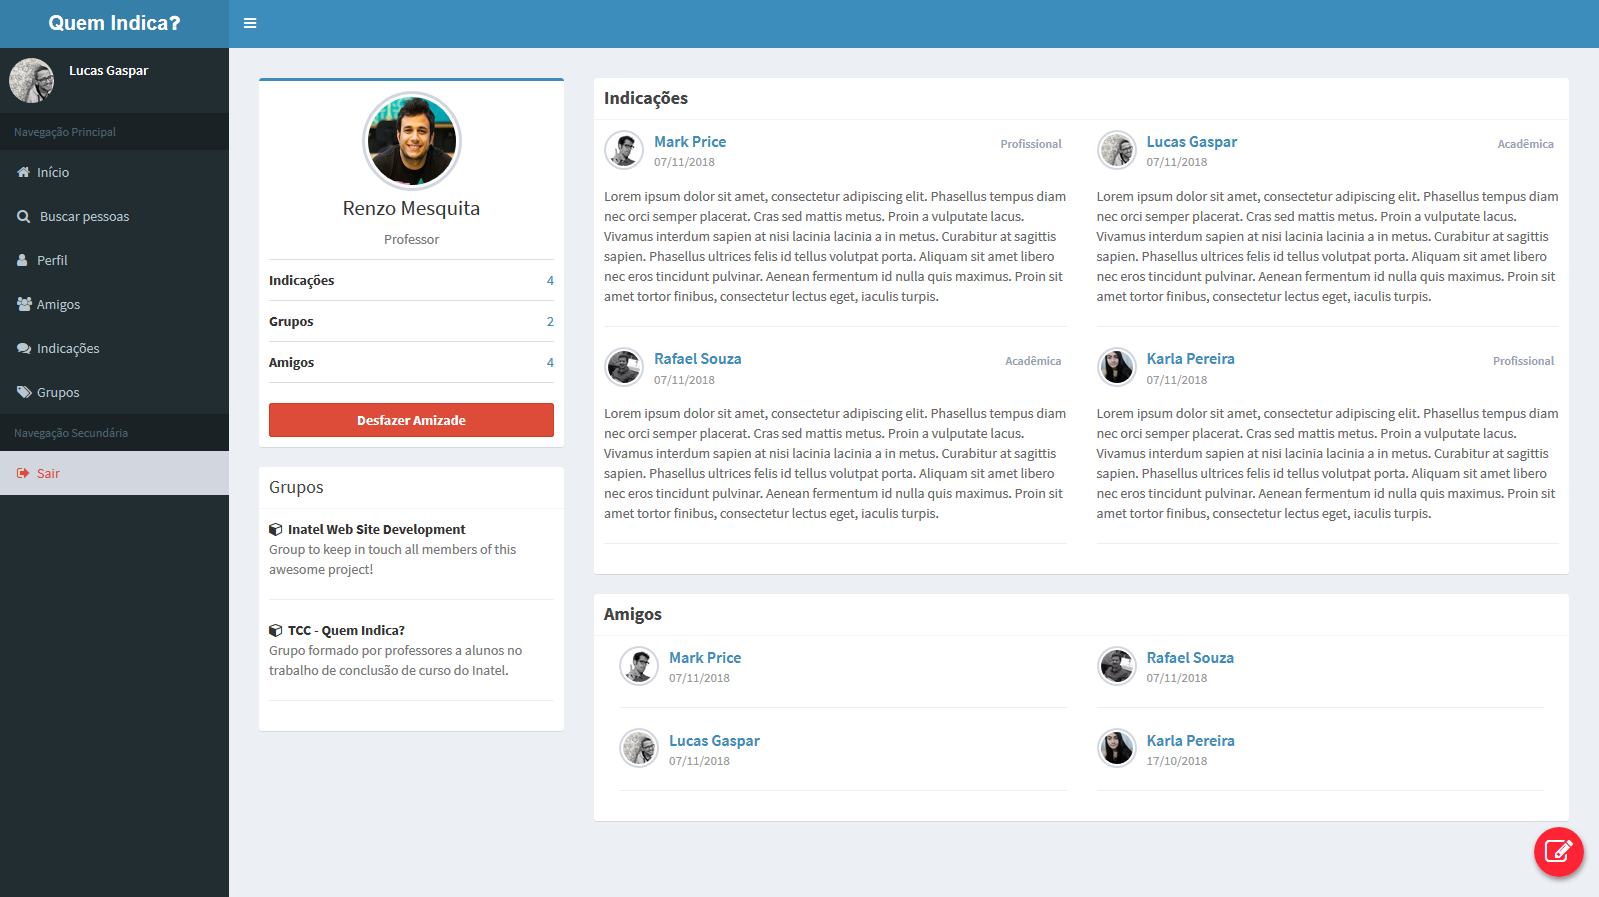 Quem Indica?
Lucas Gaspar
Navegação Principal
Início
Buscar pessoas
Perfil
Amigos
Indicações
Grupos
Navegação Secundária
Sair
Renzo Mesquita
Professor
Indicações 4
Grupos 2
Amigos 4
Desfazer Amizade
Grupos
Inatel Web Site Development
Group to keep in touch all members of this
awesome project!
TCC - Quem Indica?
Grupo formado por professores a alunos no
trabalho de conclusão de curso do Inatel.
Indicações
Mark Price
Profissional
07/11/2018
Lorem ipsum dolor sit amet, consectetur adipiscing elit. Phasellus tempus diam
nec orci semper placerat. Cras sed mattis metus. Proin a vulputate lacus.
Vivamus interdum sapien at nisi lacinia lacinia a in metus. Curabitur at sagittis
sapien. Phasellus ultrices felis id tellus volutpat porta. Aliquam sit amet libero
nec eros tincidunt pulvinar. Aenean fermentum id nulla quis maximus. Proin sit
amet tortor finibus, consectetur lectus eget, iaculis turpis.
Lucas Gaspar
Acadêmica
07/11/2018
Lorem ipsum dolor sit amet, consectetur adipiscing elit. Phasellus tempus diam
nec orci semper placerat. Cras sed mattis metus. Proin a vulputate lacus.
Vivamus interdum sapien at nisi lacinia lacinia a in metus. Curabitur at sagittis
sapien. Phasellus ultrices felis id tellus volutpat porta. Aliquam sit amet libero
nec eros tincidunt pulvinar. Aenean fermentum id nulla quis maximus. Proin sit
amet tortor finibus, consectetur lectus eget, iaculis turpis.
Rafael Souza
Acadêmica
07/11/2018
Lorem ipsum dolor sit amet, consectetur adipiscing elit. Phasellus tempus diam
nec orci semper placerat. Cras sed mattis metus. Proin a vulputate lacus.
Vivamus interdum sapien at nisi lacinia lacinia a in metus. Curabitur at sagittis
sapien. Phasellus ultrices felis id tellus volutpat porta. Aliquam sit amet libero
nec eros tincidunt pulvinar. Aenean fermentum id nulla quis maximus. Proin sit
amet tortor finibus, consectetur lectus eget, iaculis turpis.
Karla Pereira
Profissional
07/11/2018
Lorem ipsum dolor sit amet, consectetur adipiscing elit. Phasellus tempus diam
nec orci semper placerat. Cras sed mattis metus. Proin a vulputate lacus.
Vivamus interdum sapien at nisi lacinia lacinia a in metus. Curabitur at sagittis
sapien. Phasellus ultrices felis id tellus volutpat porta. Aliquam sit amet libero
nec eros tincidunt pulvinar. Aenean fermentum id nulla quis maximus. Proin sit
amet tortor finibus, consectetur lectus eget, iaculis turpis.
Amigos
Mark Price
07/11/2018
Rafael Souza
07/11/2018
Lucas Gaspar
07/11/2018
Karla Pereira
17/10/2018